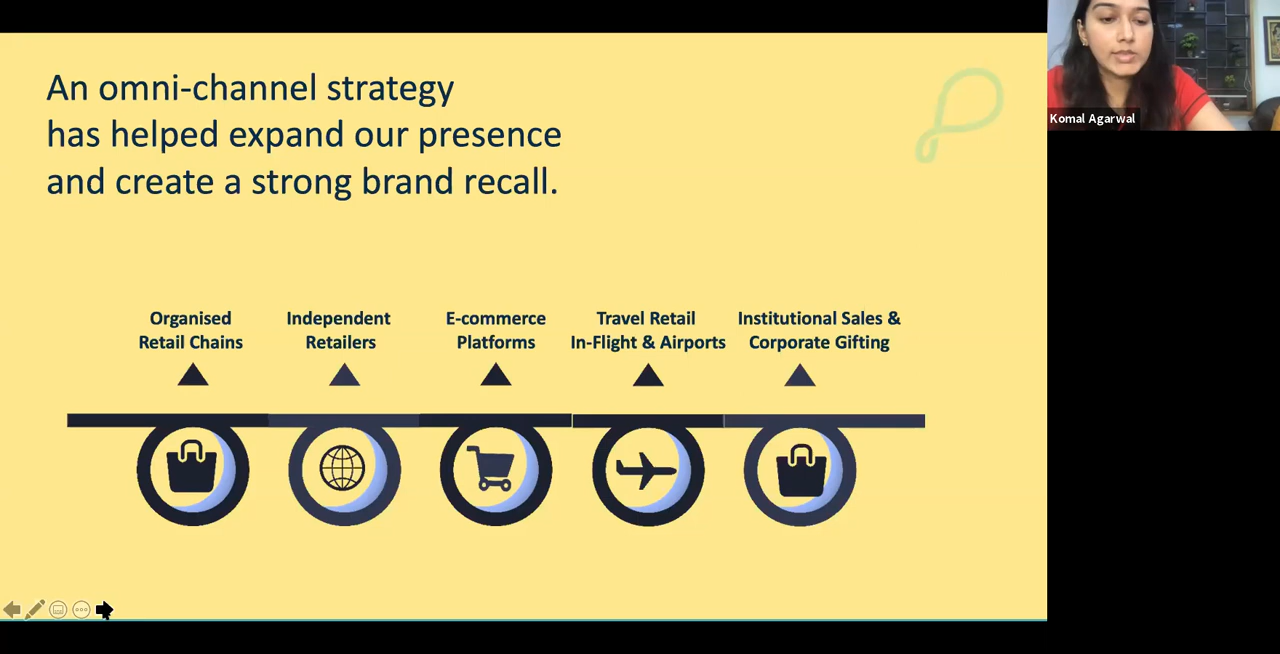 An omni-channel strategy
has helped expand our presence
and create a strong brand recall.
Komal Agarwal
Organised
Retail Chains
Independent
Retailers
E-commerce
Platforms
Travel Retail
In-Flight & Airports
Institutional Sales &
Corporate Gifting